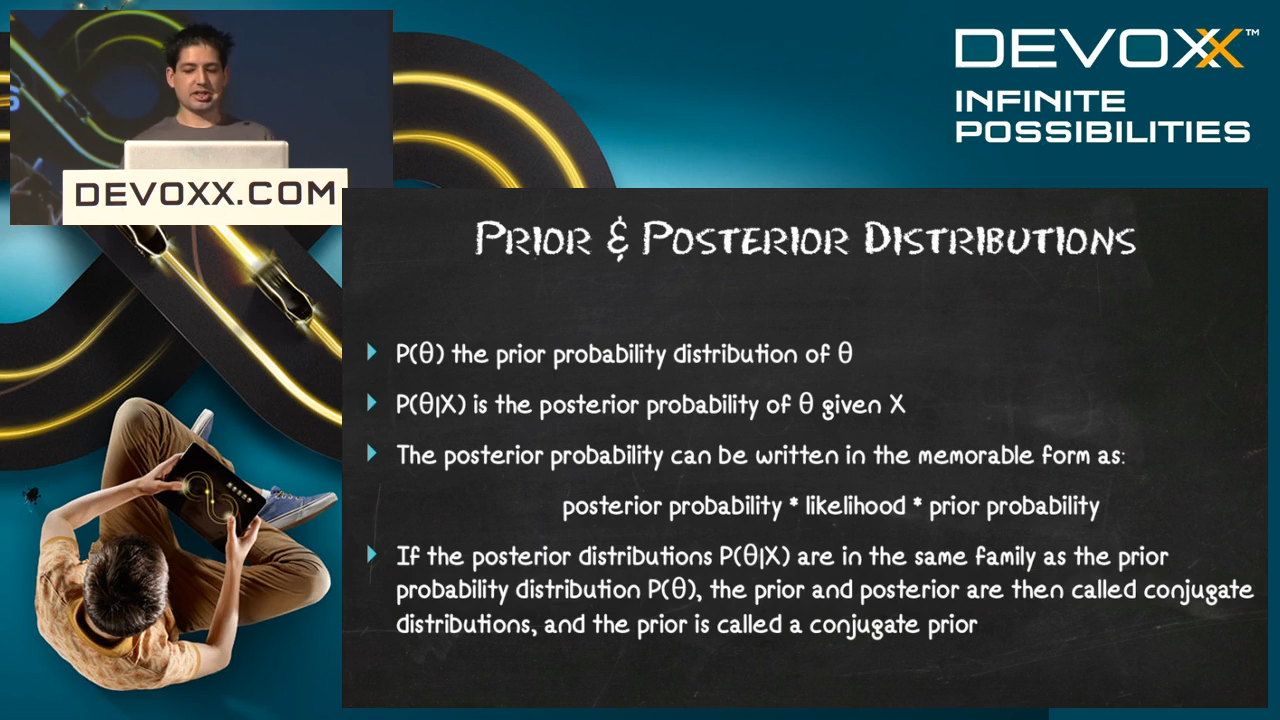 DEVOXX™
INFINITE
POSSIBILITIES
DEVOXX.COM
PRIOR & POSTERIOR DISTRIBUTIONS
P(θ) the prior probability distribution of θ
P(θ|X) is the posterior probability of θ given X
The posterior probability can be written in the memorable form as:
posterior probability * likelihood * prior probability
If the posterior distributions P(θ|X) are in the same family as the prior
probability distribution P(θ), the prior and posterior are then called conjugate
distributions, and the prior is called a conjugate prior